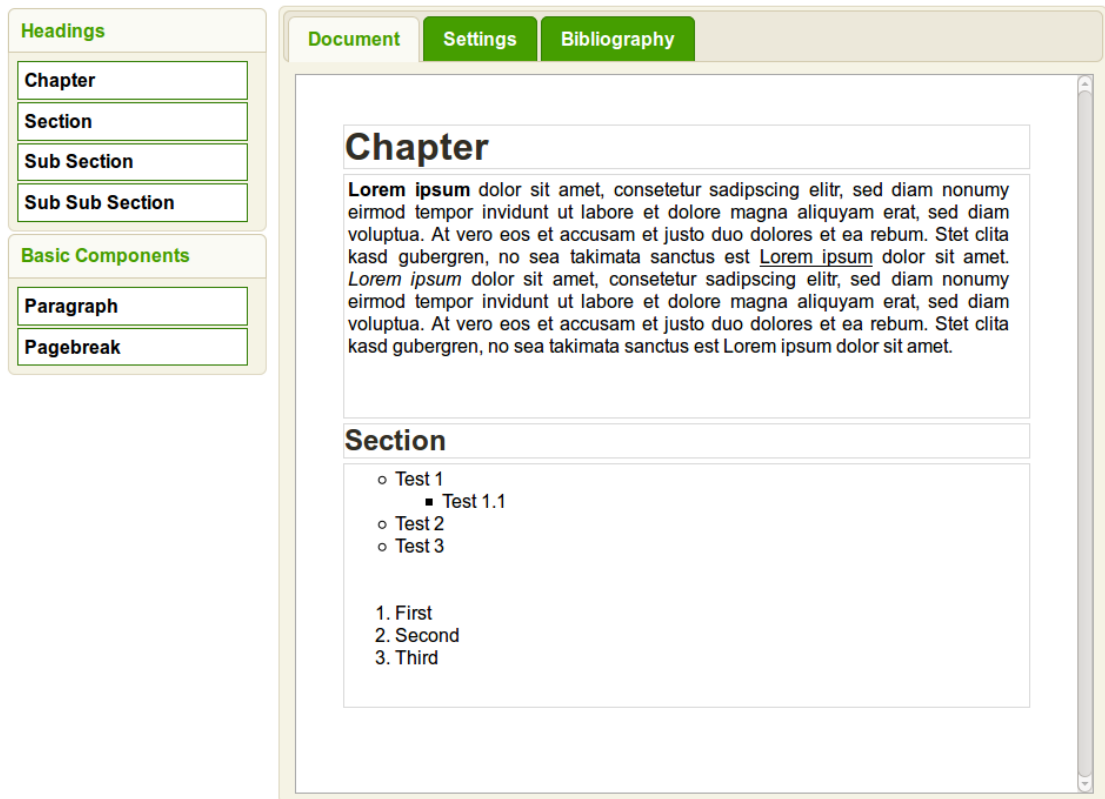 Headings
Chapter
Section
Sub Section
Sub Sub Section
Basic Components
Paragraph
Pagebreak
Document Settings Bibliography
Chapter
Lorem ipsum dolor sit amet, consetetur sadipscing elitr, sed diam nonumy
eirmod tempor invidunt ut labore et dolore magna aliquyam erat, sed diam
voluptua. At vero eos et accusam et justo duo dolores et ea rebum. Stet clita
kasd gubergren, no sea takimata sanctus est Lorem ipsum dolor sit amet.
Lorem ipsum dolor sit amet, consetetur sadipscing elitr, sed diam nonumy
eirmod tempor invidunt ut labore et dolore magna aliquyam erat, sed diam
voluptua. At vero eos et accusam et justo duo dolores et ea rebum. Stet clita
kasd gubergren, no sea takimata sanctus est Lorem ipsum dolor sit amet.
Section
Test 1
Test 1.1
Test 2
Test 3
1. First
2. Second
3. Third